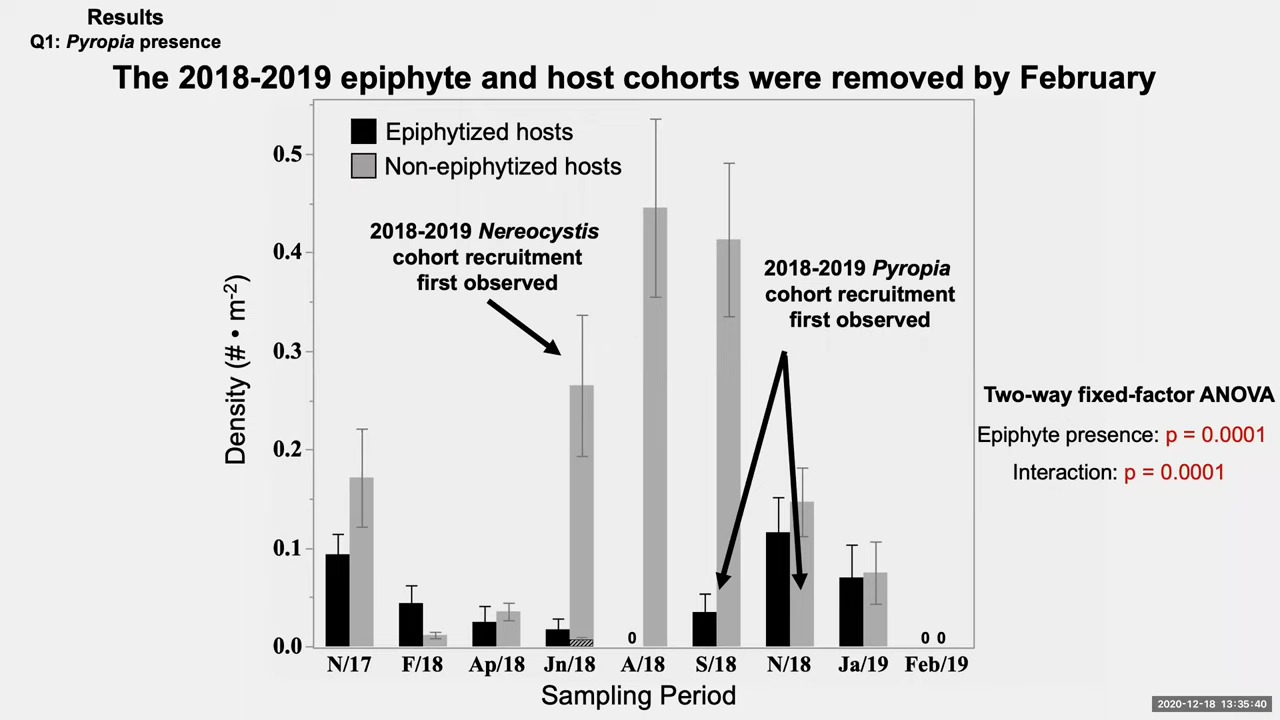 Results
Q1: Pyropia presence
The 2018-2019 epiphyte and host cohorts were removed by February
Epiphytized hosts
Non-epiphytized hosts
2018-2019 Nereocystis
cohort recruitment
first observed
2018-2019 Pyropia
cohort recruitment
first observed
Density (# • m-2)
0.5
0.4
0.3
0.2
0.1
0.0
0
0 0
N/17 F/18 Ap/18 Jn/18 A/18 S/18 N/18 Ja/19 Feb/19
Sampling Period
Two-way fixed-factor ANOVA
Epiphyte presence: p = 0.0001
Interaction: p = 0.0001
2020-12-18 13:35:40